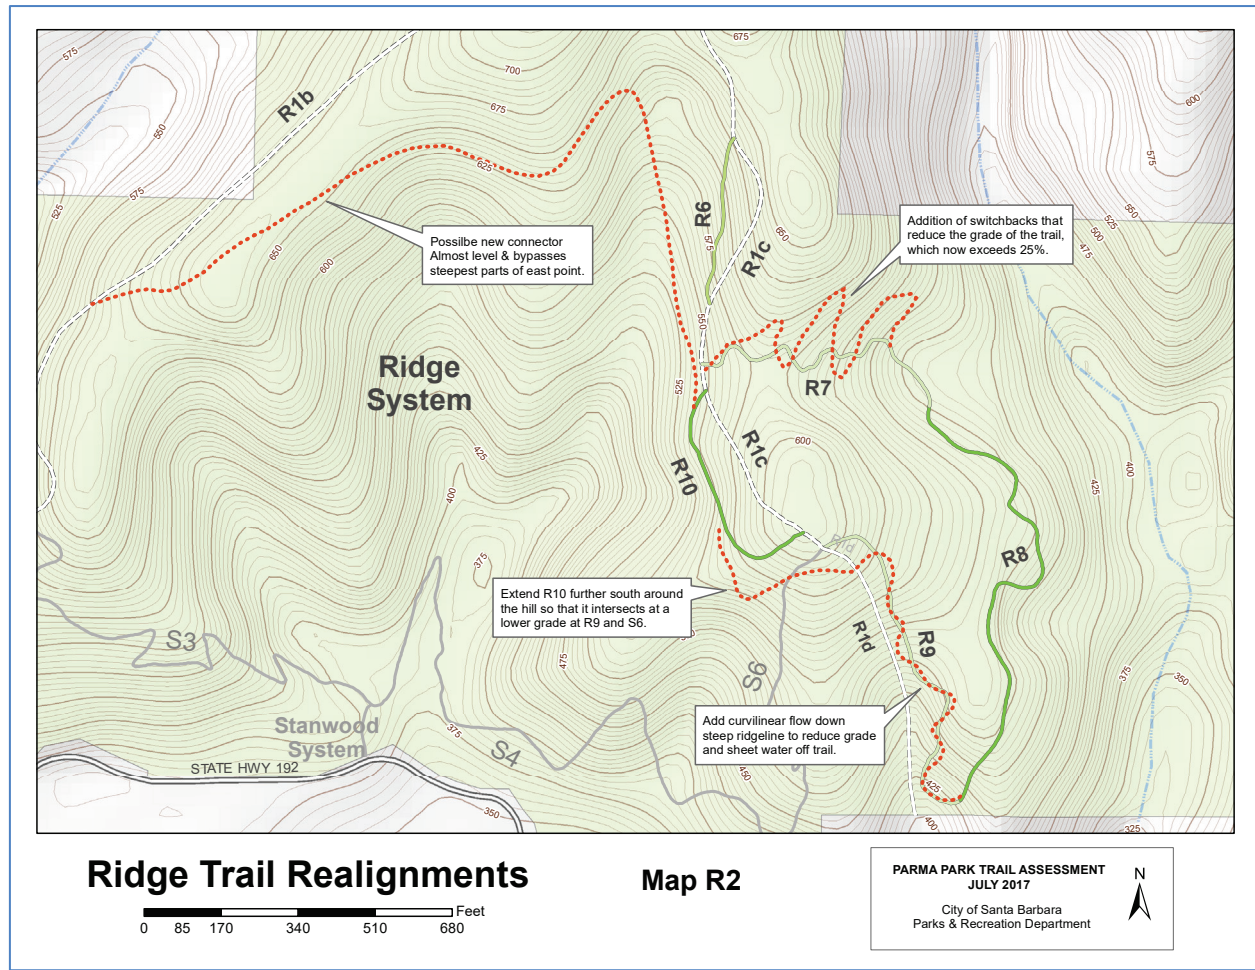 675
575
700
600
R1b
675
550
575
575
550
525
625
525
500
475
R6
575
650
Addition of switchbacks that
reduce the grade of the trail,
which now exceeds 25%.
Possilbe new connector
Almost level & bypasses
steepest parts of east point.
650
600
R1c
550
Ridge
System
525
R7
600
R1c
425
400
R10
400
425
375
R1d
R8
Extend R10 further south around
the hill so that it intersects at a
lower grade at R9 and S6.
S3
475
R1d
R9
S6
375
350
Add curvilinear flow down
steep ridgeline to reduce grade
and sheet water off trail.
Stanwood
System
375
S4
STATE HWY 192
450
425
350
400
325
Ridge Trail Realignments
Map R2
Feet
0 85 170 340 510 680
PARMA PARK TRAIL ASSESSMENT
JULY 2017
City of Santa Barbara
Parks & Recreation Department
N